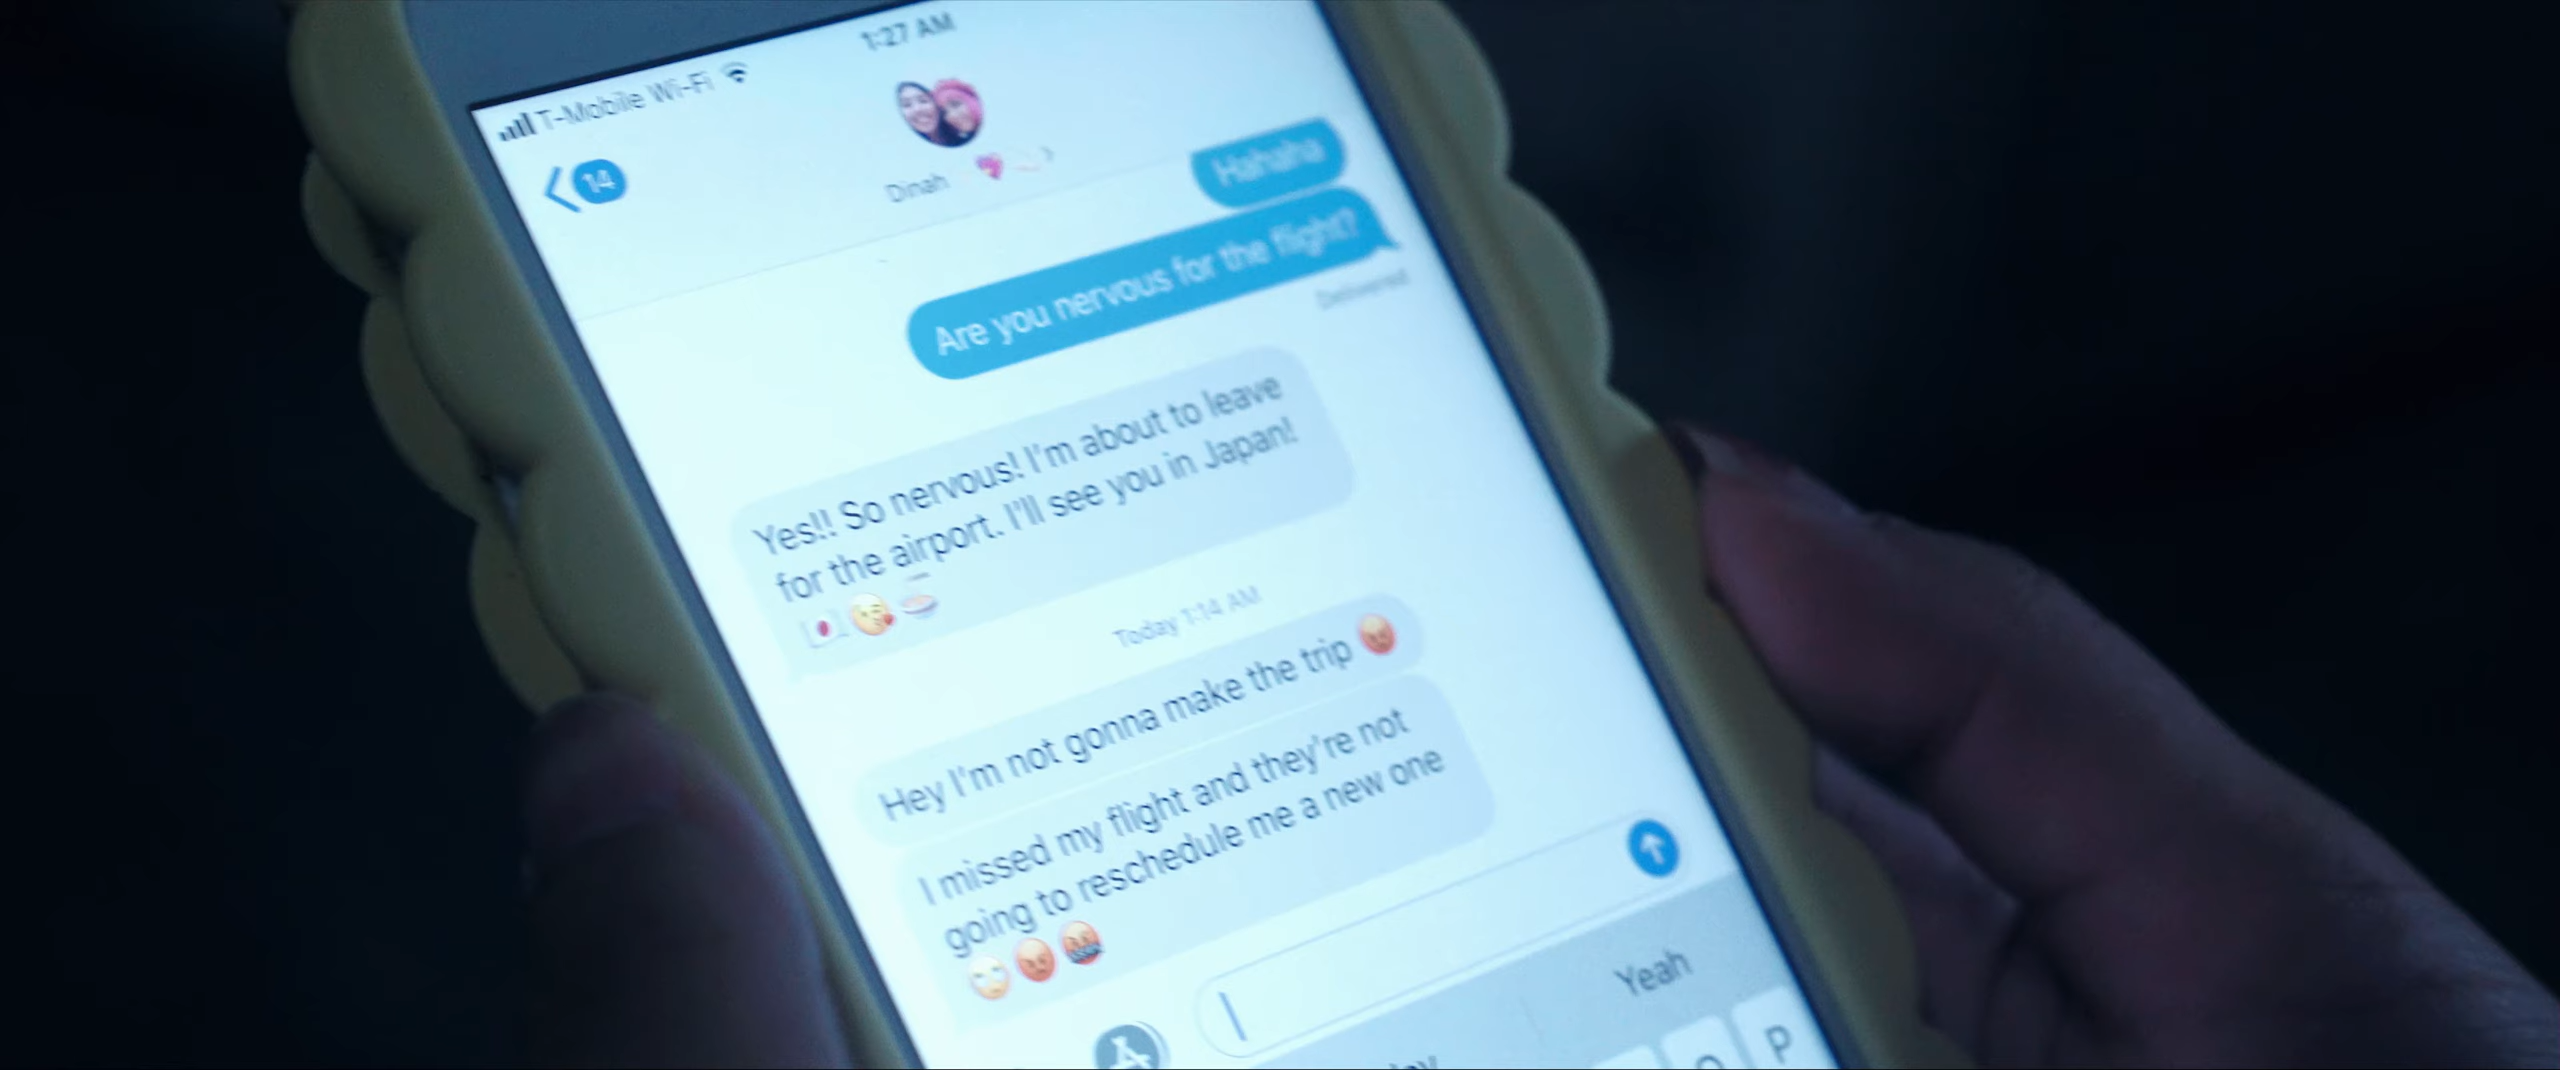 1:27 AM
T-Mobile Wi-Fi
14
Dinah
Hahaha
Are you nervous for the flight?
Delivered
Yes!! So nervous! I'm about to leave
for the airport. I'll see you in Japan!
Today 1:14 AM
Hey I'm not gonna make the trip
I missed my flight and they're not
going to reschedule me a new one
Yeah
P